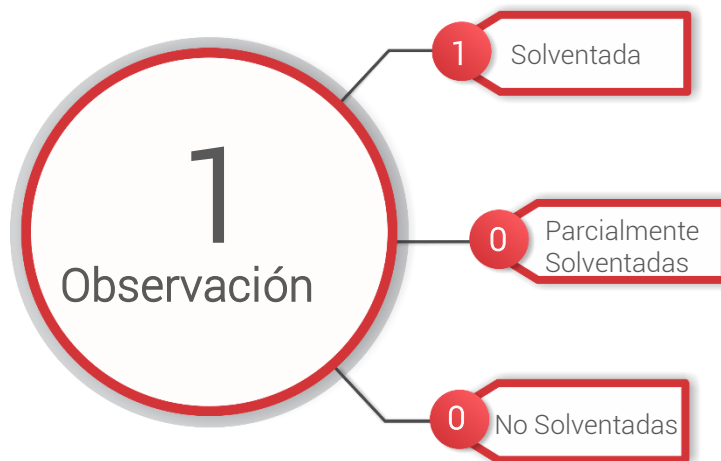 1
Observación
1
Solventada
0
Parcialmente
Solventadas
0
No Solventadas